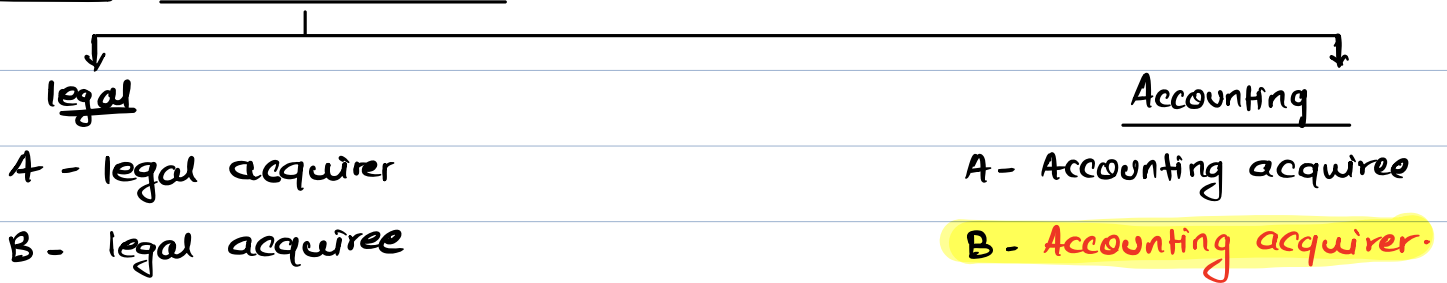 legal
Accounting
A - legal acquirer
A - Accounting acquiree
B - legal acquiree
B - Accounting acquirer.